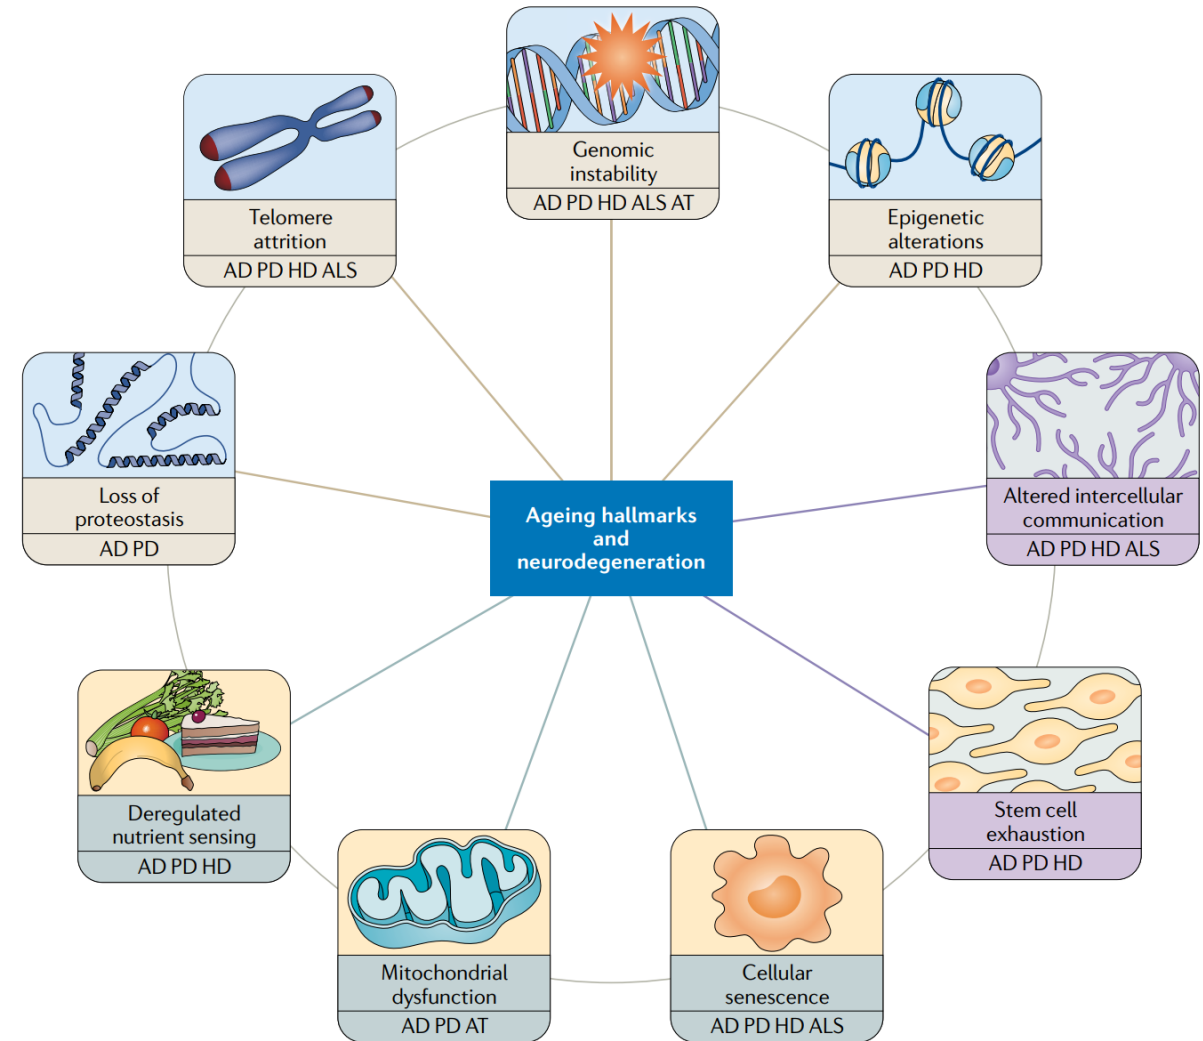 Genomic
instability
AD PD HD ALS AT
Telomere
attrition
AD PD HD ALS
Epigenetic
alterations
AD PD HD
Loss of
proteostasis
AD PD
Altered intercellular
communication
AD PD HD ALS
Ageing hallmarks
and
neurodegeneration
Deregulated
nutrient sensing
AD PD HD
Stem cell
exhaustion
AD PD HD
Mitochondrial
dysfunction
AD PD AT
Cellular
senescence
AD PD HD ALS